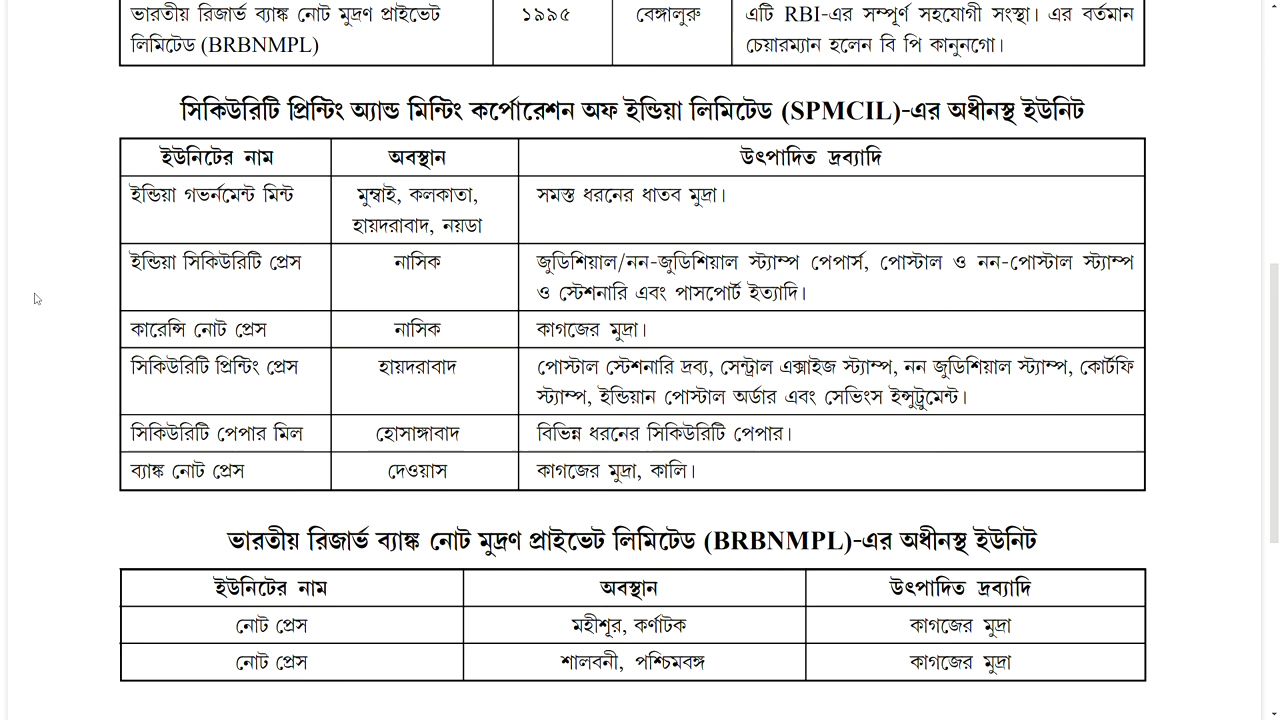 ভারতীয় রিজার্ভ ব্যাঙ্ক নোট মুদ্রণ প্রাইভেট ১৯৯৫ বেঙ্গালুরু এটি RBI-এর সম্পূর্ণ সহযোগী সংস্থা। এর বর্তমান
লিমিটেড (BRBNMPL) চেয়ারম্যান হলেন বি পি কানুনগো।
সিকিউরিটি প্রিন্টিং অ্যান্ড মিন্টিং কর্পোরেশন অফ ইন্ডিয়া লিমিটেড (SPMCIL)-এর অধীনস্থ ইউনিট
ইউনিটের নাম অবস্থান উৎপাদিত দ্রব্যাদি
ইন্ডিয়া গভর্নমেন্ট মিন্ট মুম্বাই, কলকাতা, সমস্ত ধরনের ধাতব মুদ্রা।
হায়দরাবাদ, নয়ডা
ইন্ডিয়া সিকিউরিটি প্রেস নাসিক জুডিশিয়াল/নন-জুডিশিয়াল স্ট্যাম্প পেপার্স, পোস্টাল ও নন-পোস্টাল স্ট্যাম্প
ও স্টেশনারি এবং পাসপোর্ট ইত্যাদি।
কারেন্সি নোট প্রেস নাসিক কাগজের মুদ্রা।
সিকিউরিটি প্রিন্টিং প্রেস হায়দরাবাদ পোস্টাল স্টেশনারি দ্রব্য, সেন্ট্রাল এক্সাইজ স্ট্যাম্প, নন জুডিশিয়াল স্ট্যাম্প, কোর্টফি
স্ট্যাম্প, ইন্ডিয়ান পোস্টাল অর্ডার এবং সেভিংস ইন্সট্রুমেন্ট।
সিকিউরিটি পেপার মিল হোসাঙ্গাবাদ বিভিন্ন ধরনের সিকিউরিটি পেপার।
ব্যাঙ্ক নোট প্রেস দেওয়াস কাগজের মুদ্রা, কালি।
ভারতীয় রিজার্ভ ব্যাঙ্ক নোট মুদ্রণ প্রাইভেট লিমিটেড (BRBNMPL)-এর অধীনস্থ ইউনিট
ইউনিটের নাম অবস্থান উৎপাদিত দ্রব্যাদি
নোট প্রেস মহীশূর, কর্ণাটক কাগজের মুদ্রা
নোট প্রেস শালবনী, পশ্চিমবঙ্গ কাগজের মুদ্রা